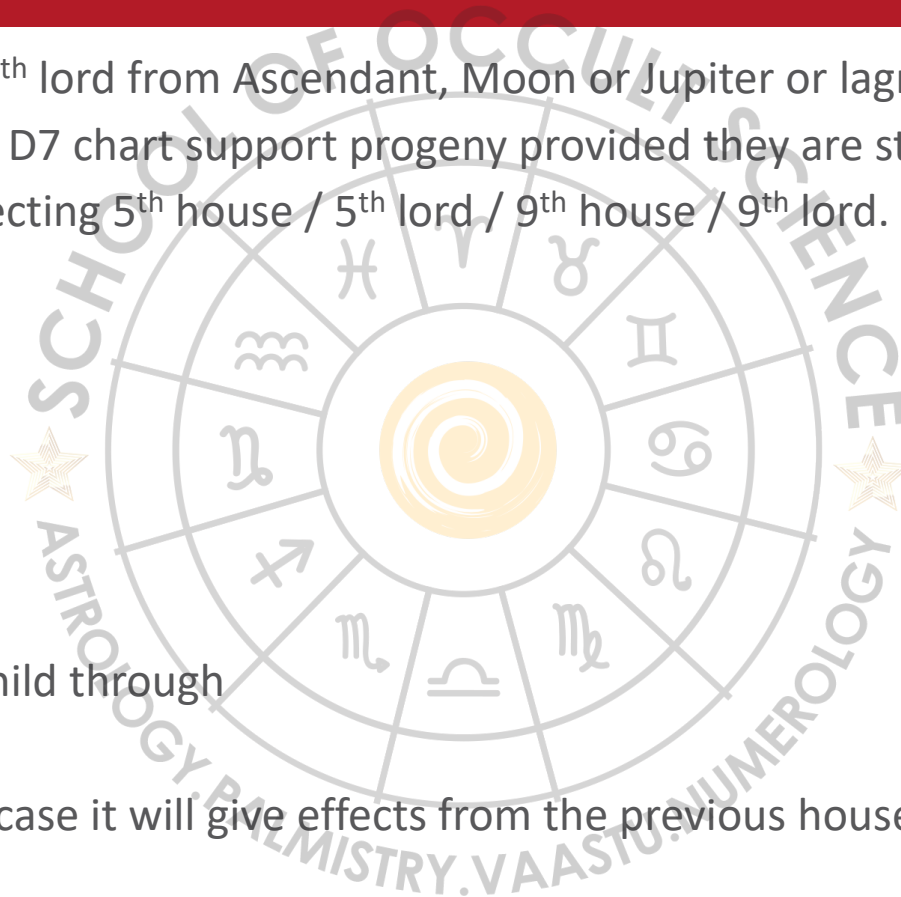 th lord from Ascendant, Moon or Jupiter or lagn
D7 chart support progeny provided they are st
ecting 5th house / 5th lord / 9th house / 9th lord.
SCHOOL OF OCCULT SCIENCE
ASTROLOGY.PALMISTRY.VAASTU.NUMEROLOGY
hild through
case it will give effects from the previous house